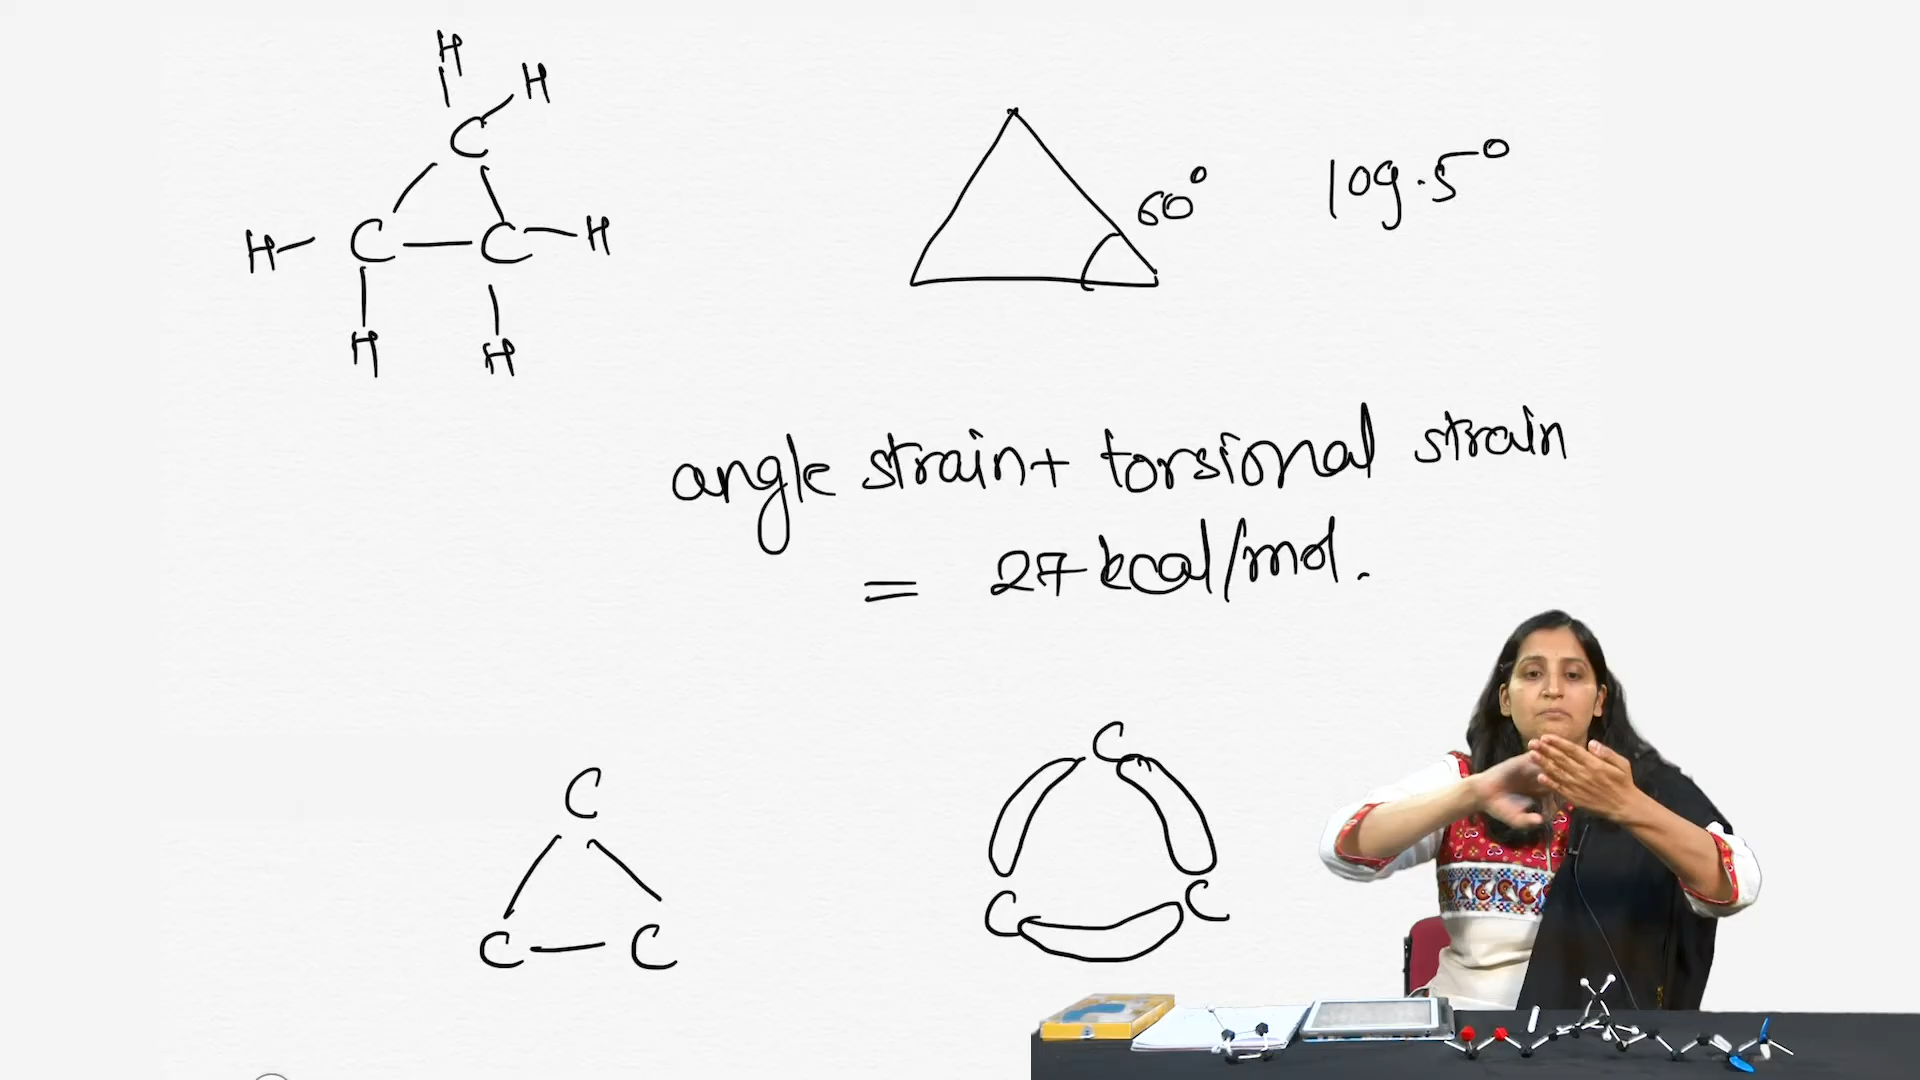 H
H
C
H C C H
H H
60°
109.5°
angle strain + torsional strain
= 27 kcal/mol.
C
C C
C
C C